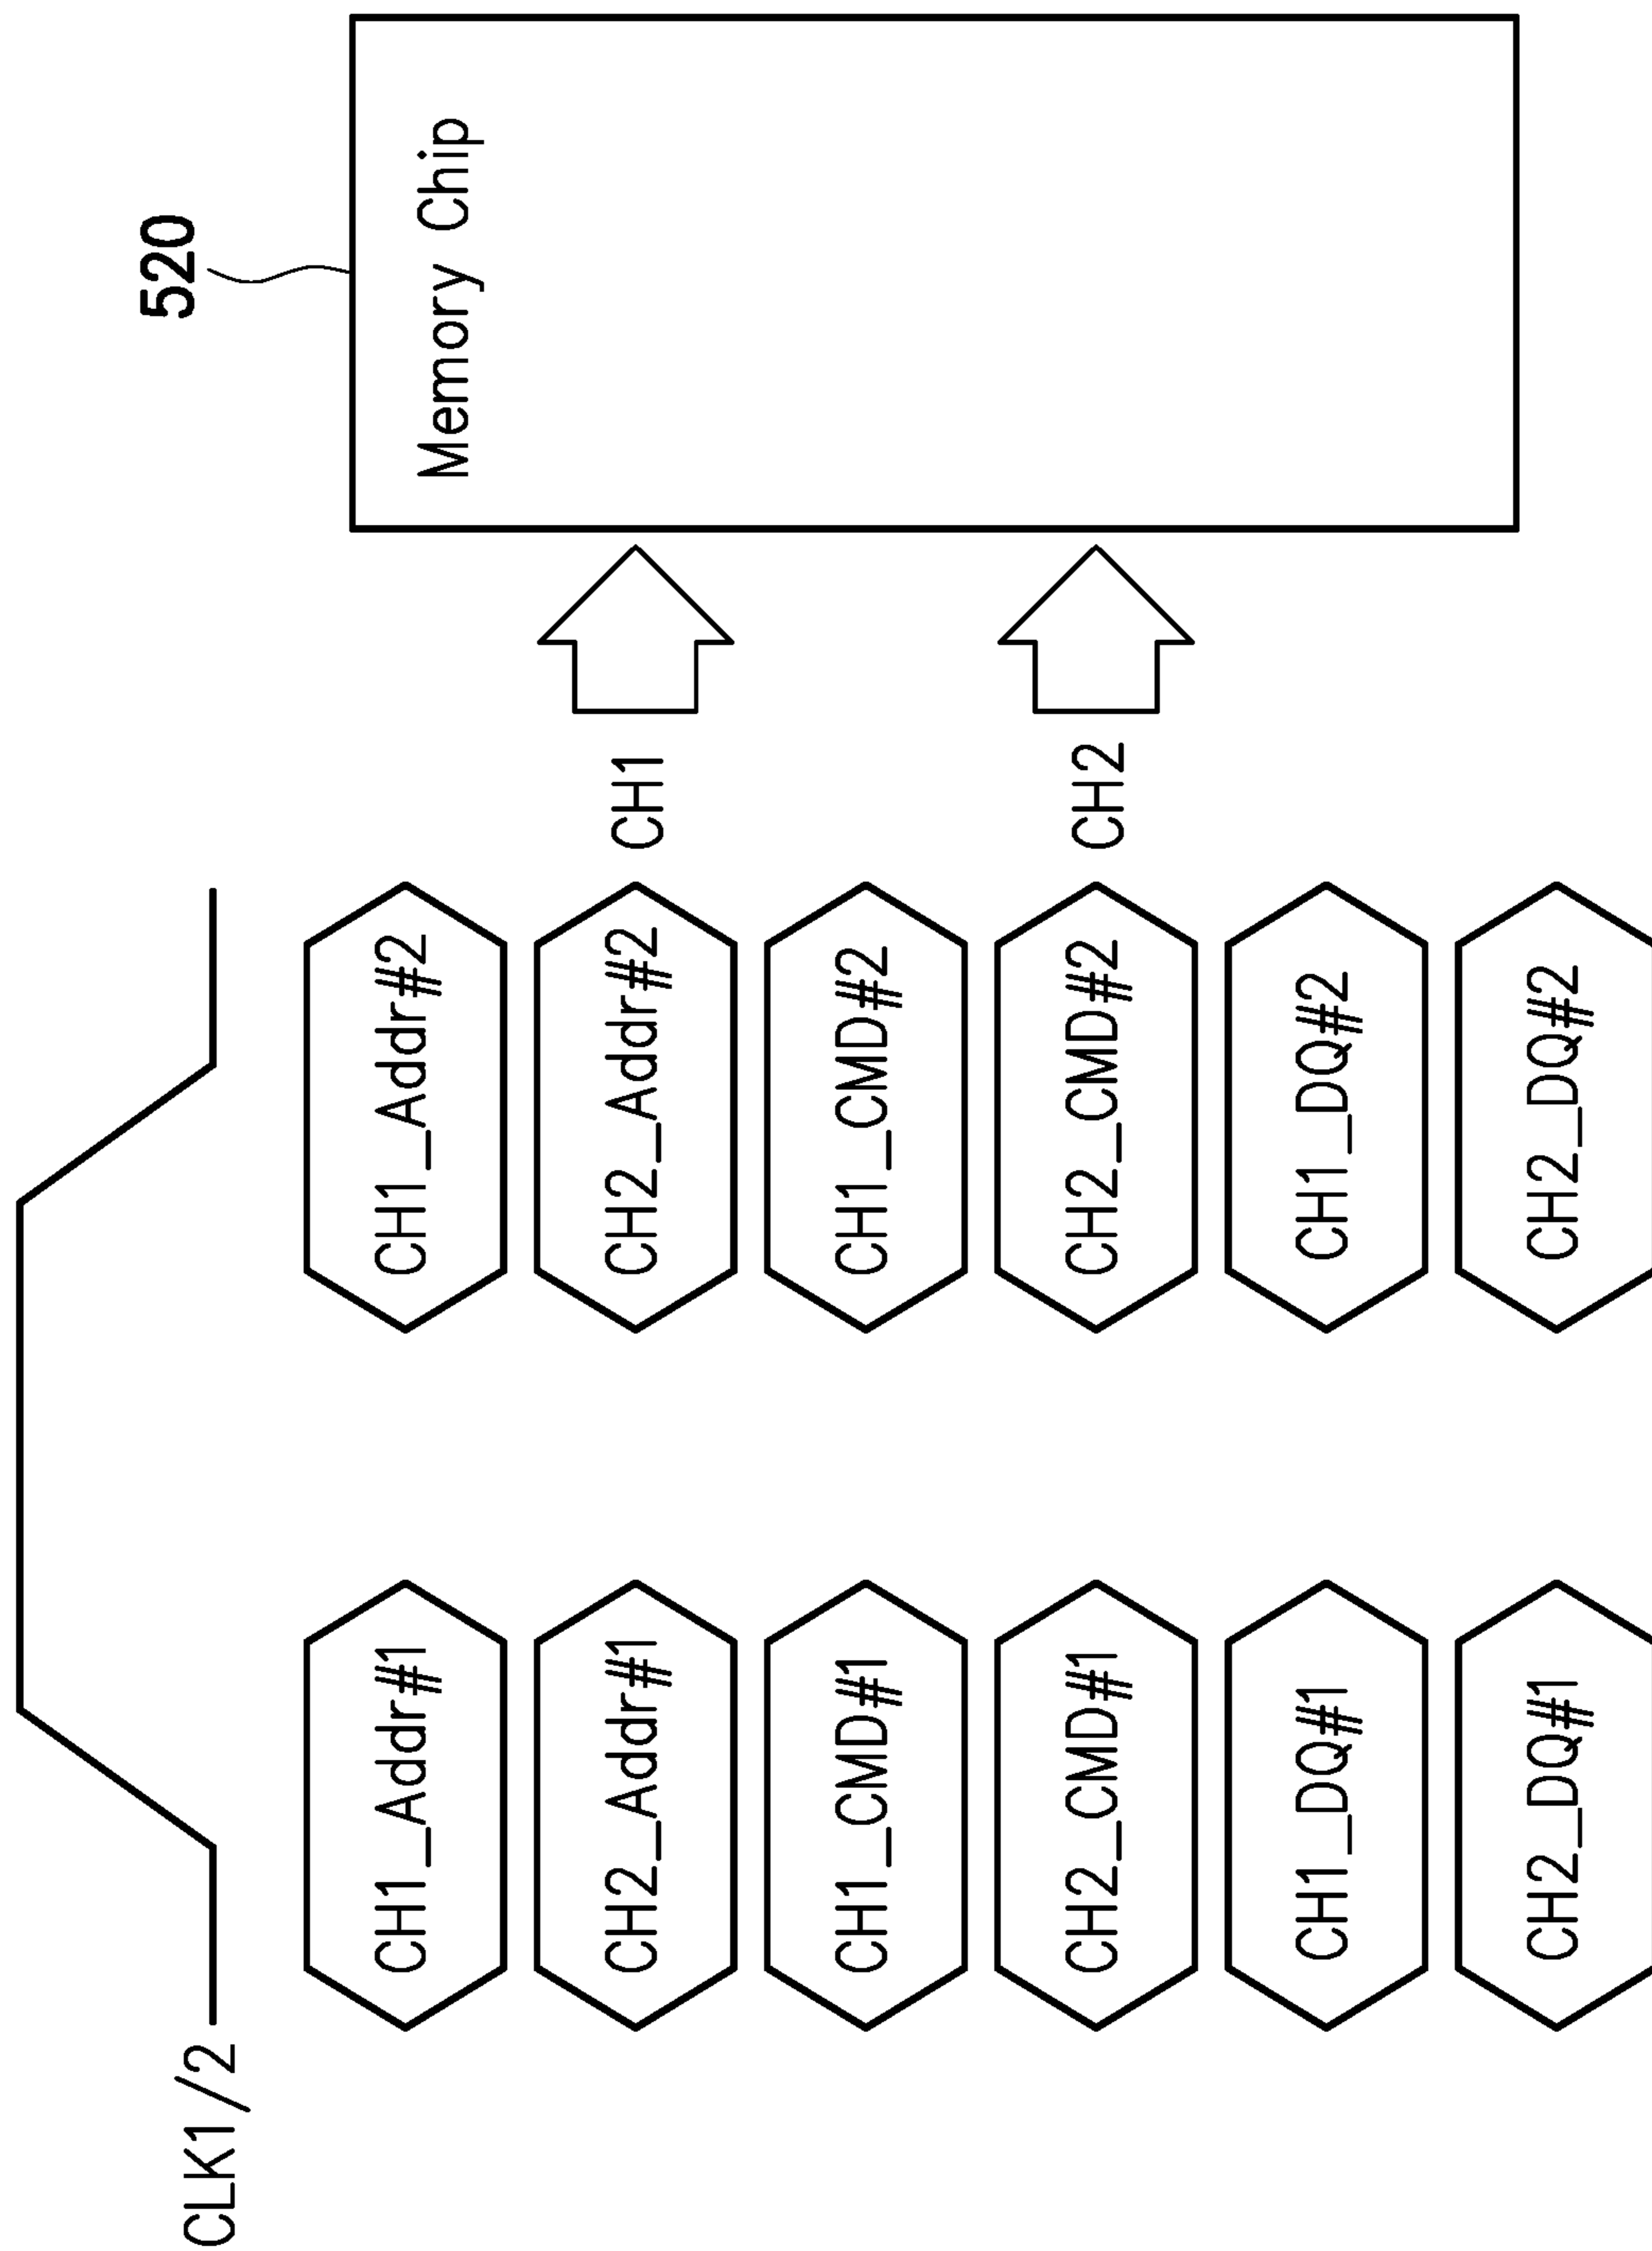 CLK1/2
520
Memory Chip
CH1_Addr#1
CH1_Addr#2
CH2_Addr#1
CH2_Addr#2
CH1
CH1_CMD#1
CH1_CMD#2
CH2_CMD#1
CH2_CMD#2
CH2
CH1_DQ#1
CH1_DQ#2
CH2_DQ#1
CH2_DQ#2